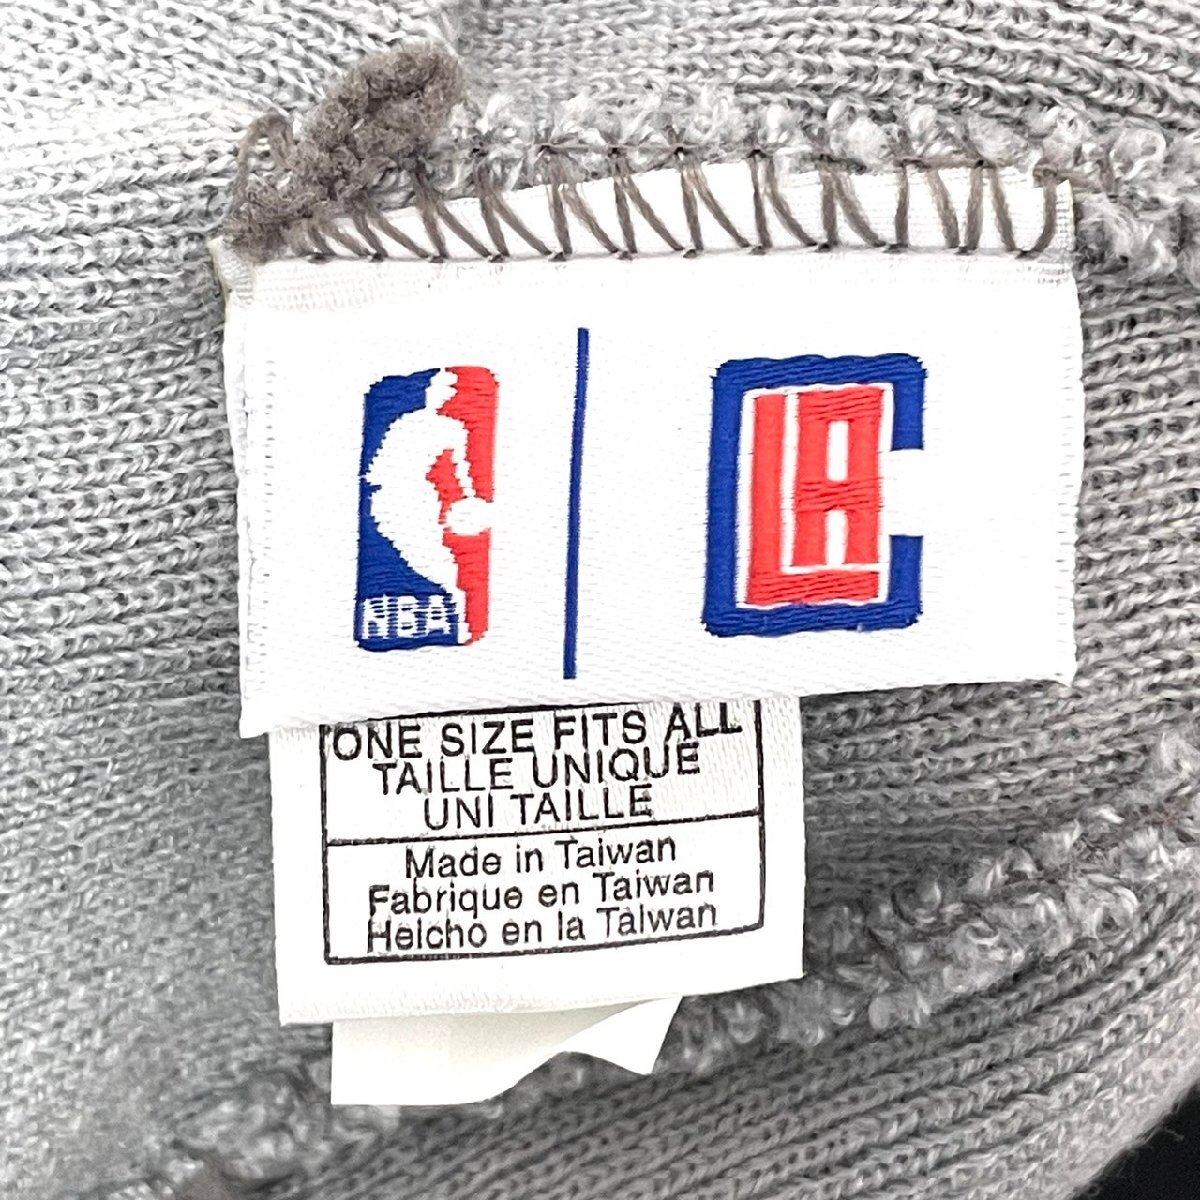 NBA
LA
ONE SIZE FITS ALL
TAILLE UNIQUE
UNI TAILLE
Made in Taiwan
Fabrique en Taiwan
Helcho en la Taiwan